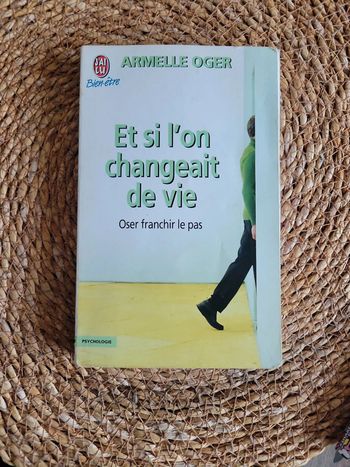 J'AI
LU
Bien-être
ARMELLE OGER
Et si l'on
changeait
de vie
Oser franchir le pas
PSYCHOLOGIE